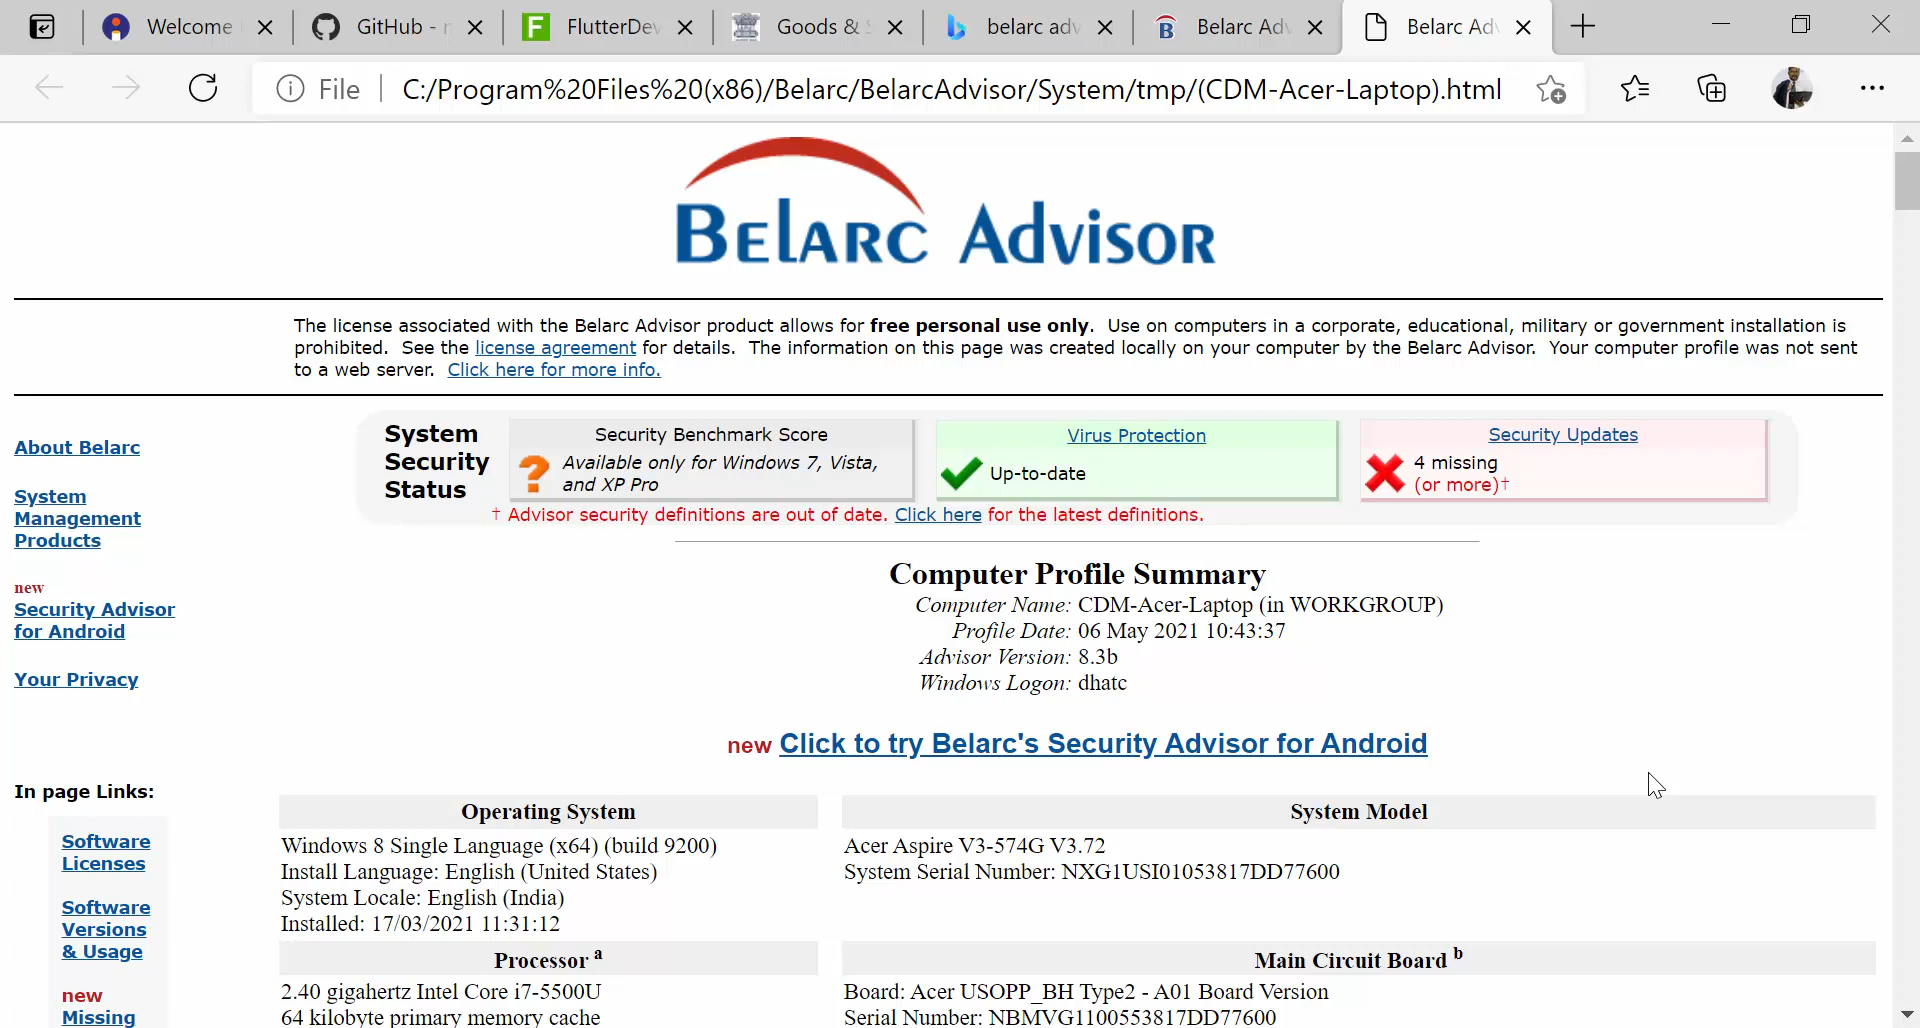 Welcome
GitHub - r
FlutterDev
Goods & S
belarc adv
Belarc Adv
Belarc Adv
File
C:/Program%20Files%20(x86)/Belarc/BelarcAdvisor/System/tmp/(CDM-Acer-Laptop).html
BELARC ADVISOR
The license associated with the Belarc Advisor product allows for free personal use only. Use on computers in a corporate, educational, military or government installation is
prohibited. See the license agreement for details. The information on this page was created locally on your computer by the Belarc Advisor. Your computer profile was not sent
to a web server. Click here for more info.
About Belarc
System
Management
Products
new
Security Advisor
for Android
Your Privacy
In page Links:
Software
Licenses
Software
Versions
& Usage
new
Missing
System
Security
Status
Security Benchmark Score
Available only for Windows 7, Vista,
and XP Pro
Virus Protection
Up-to-date
Security Updates
4 missing
(or more)†
† Advisor security definitions are out of date. Click here for the latest definitions.
Computer Profile Summary
Computer Name: CDM-Acer-Laptop (in WORKGROUP)
Profile Date: 06 May 2021 10:43:37
Advisor Version: 8.3b
Windows Logon: dhatc
new Click to try Belarc's Security Advisor for Android
Operating System
Windows 8 Single Language (x64) (build 9200)
Install Language: English (United States)
System Locale: English (India)
Installed: 17/03/2021 11:31:12
System Model
Acer Aspire V3-574G V3.72
System Serial Number: NXG1USI01053817DD77600
Processor a
2.40 gigahertz Intel Core i7-5500U
64 kilobyte primary memory cache
Main Circuit Board b
Board: Acer USOPP_BH Type2 - A01 Board Version
Serial Number: NBMVG1100553817DD77600